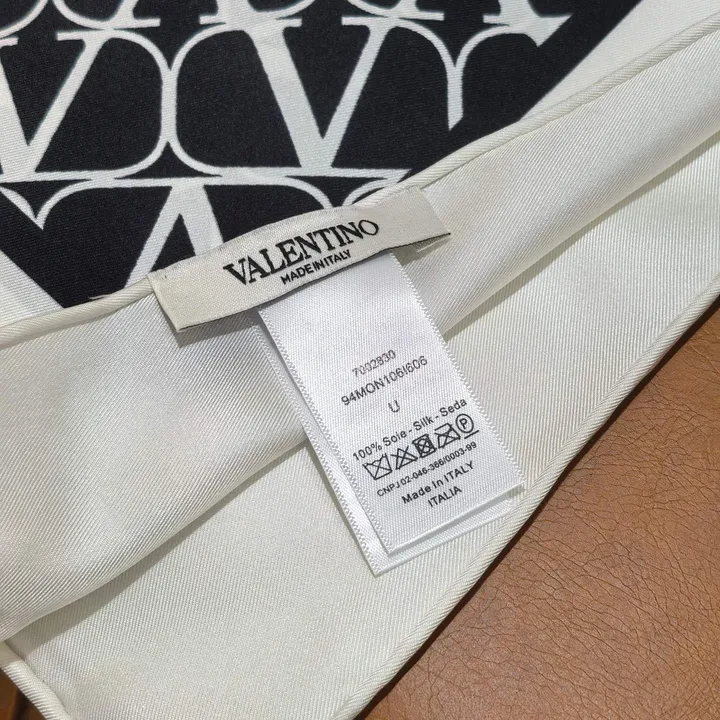 VALENTINO
MADE IN ITALY
7002830
94MON106I606
U
100% Soie - Silk - Seda
CNPJ 02-046-366/0003-99
Made in ITALY
ITALIA